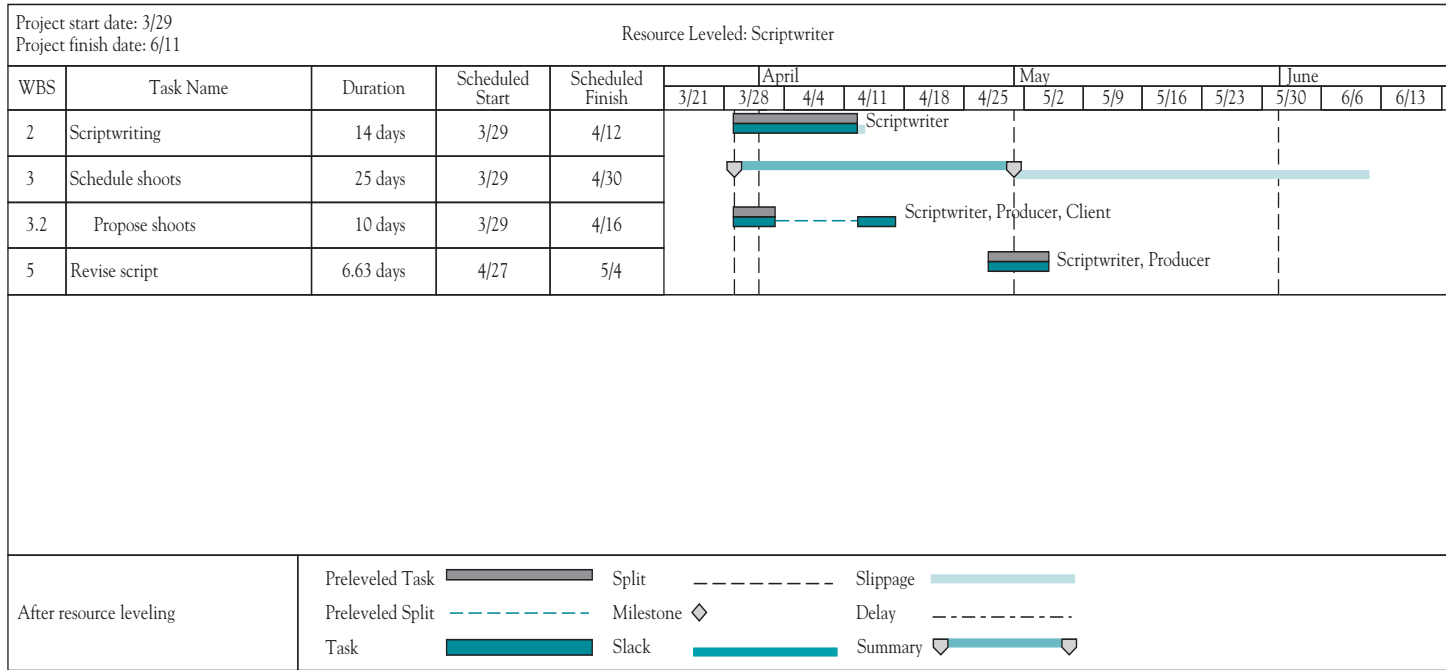 Project start date: 3/29
Project finish date: 6/11
Resource Leveled: Scriptwriter
WBS Task Name Duration Scheduled Start Scheduled Finish
April May June
3/21 3/28 4/4 4/11 4/18 4/25 5/2 5/9 5/16 5/23 5/30 6/6 6/13
2 Scriptwriting 14 days 3/29 4/12 Scriptwriter
3 Schedule shoots 25 days 3/29 4/30
3.2 Propose shoots 10 days 3/29 4/16 Scriptwriter, Producer, Client
5 Revise script 6.63 days 4/27 5/4 Scriptwriter, Producer
After resource leveling
Preleveled Task Split Slippage
Preleveled Split Milestone Delay
Task Slack Summary